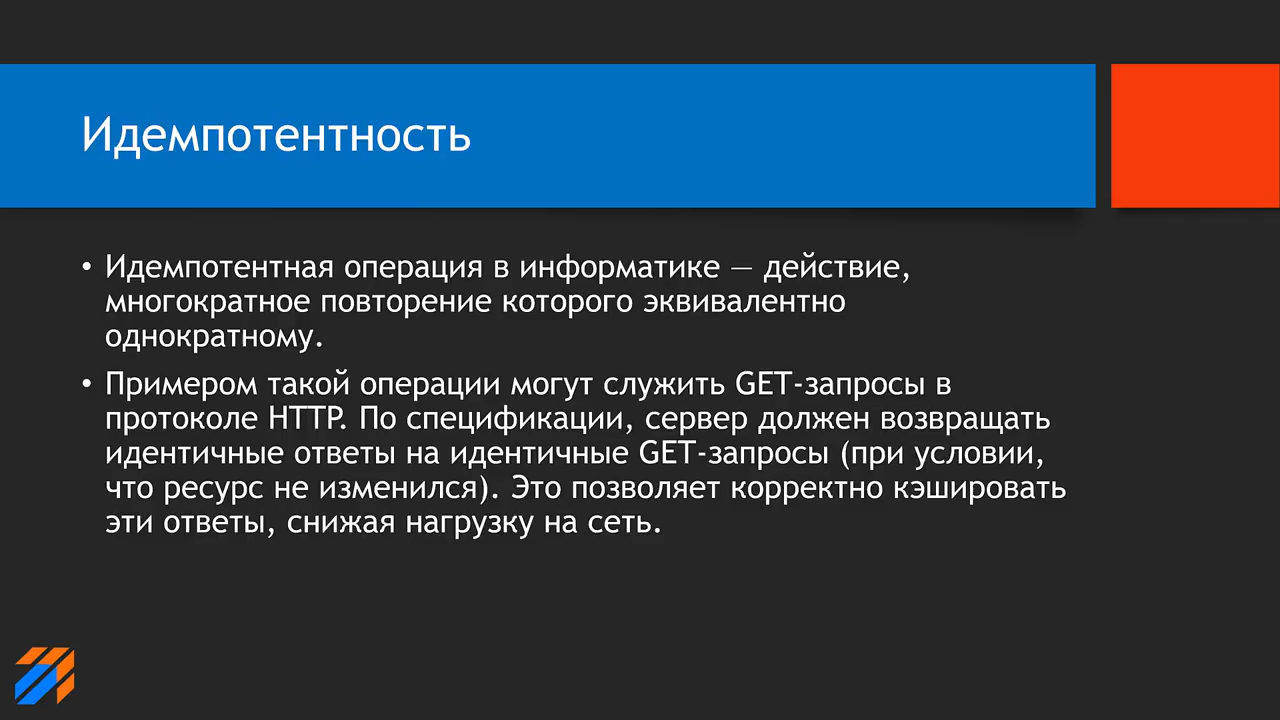 Идемпотентность
• Идемпотентная операция в информатике — действие,
многократное повторение которого эквивалентно
однократному.
• Примером такой операции могут служить GET-запросы в
протоколе HTTP. По спецификации, сервер должен возвращать
идентичные ответы на идентичные GET-запросы (при условии,
что ресурс не изменился). Это позволяет корректно кэшировать
эти ответы, снижая нагрузку на сеть.